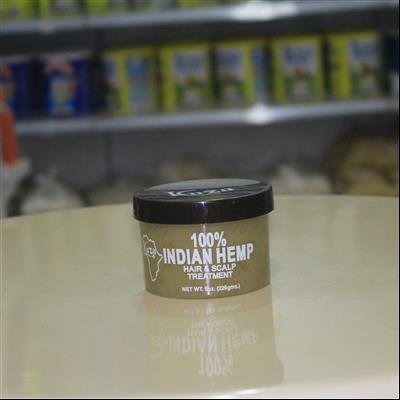 Kuza
100%
INDIAN HEMP
HAIR & SCALP
TREATMENT
NET WT. 8oz. (226gms.)